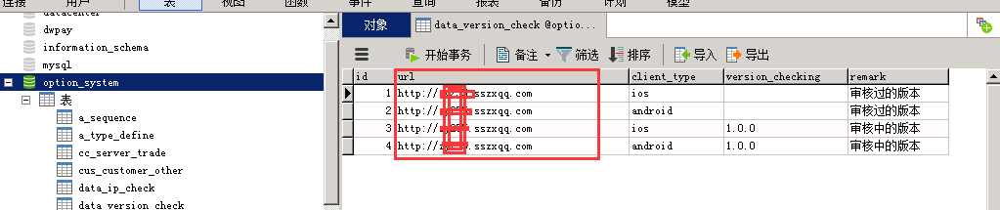 连接 用户 表 视图 函数 事件 查询 报表 备份 计划 模型
datacenter
dwpay
information_schema
mysql
option_system
表
a_sequence
a_type_define
cc_server_trade
cus_customer_other
data_ip_check
data_version_check
对象 data_version_check @optio...
开始事务 备注 筛选 排序 导入 导出
id url client_type version_checking remark
1 http:// .sszxqq.com ios 审核过的版本
2 http:// .sszxqq.com android 审核过的版本
3 http:// .sszxqq.com ios 1.0.0 审核中的版本
4 http:// .sszxqq.com android 1.0.0 审核中的版本